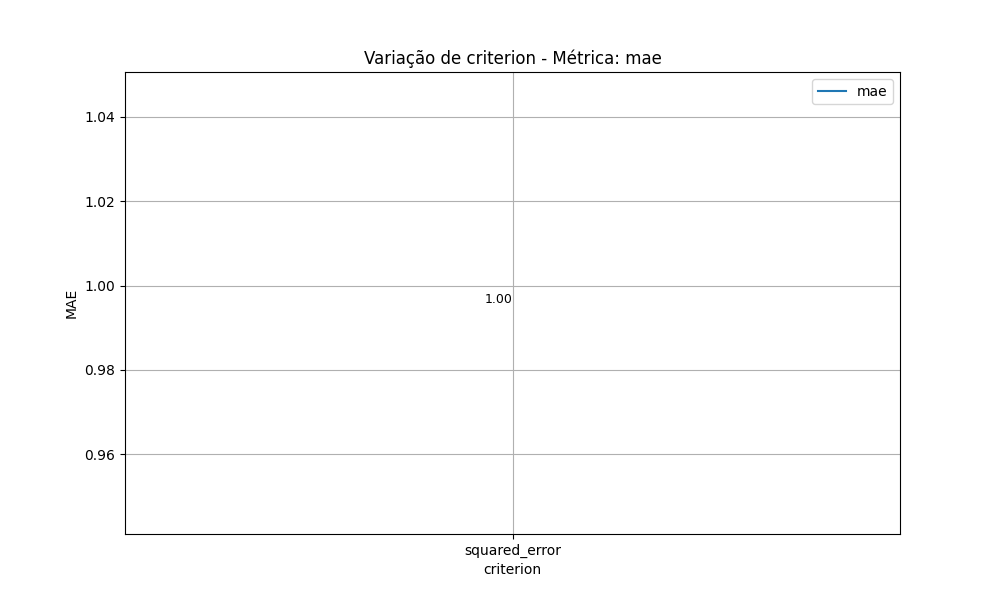 Variação de criterion - Métrica: mae
mae
1.04
1.02
1.00
0.98
0.96
MAE
1.00
squared_error
criterion